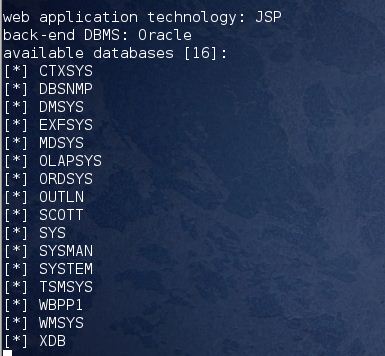 web application technology: JSP
back-end DBMS: Oracle
available databases [16]:
[*] CTXSYS
[*] DBSNMP
[*] DMSYS
[*] EXFSYS
[*] MDSYS
[*] OLAPSYS
[*] ORDSYS
[*] OUTLN
[*] SCOTT
[*] SYS
[*] SYSMAN
[*] SYSTEM
[*] TSMSYS
[*] WBPP1
[*] WMSYS
[*] XDB